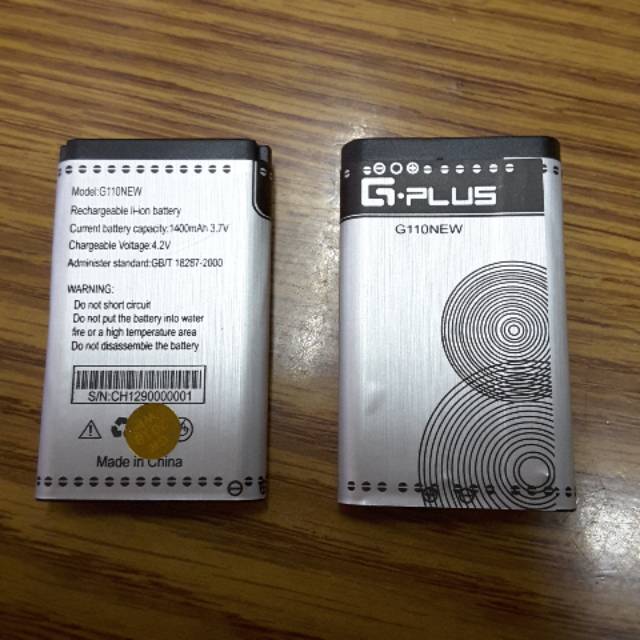 Model:G110NEW
Rechargeable li-ion battery
Current battery capacity:1400mAh 3.7V
Chargeable Voltage:4.2V
Administer standard:GB/T 18287-2000
WARNING:
Do not short circuit
Do not put the battery into water
fire or a high temperature area
Do not disassemble the battery
S/N:CH1290000001
Made in China
G·PLUS
G110NEW